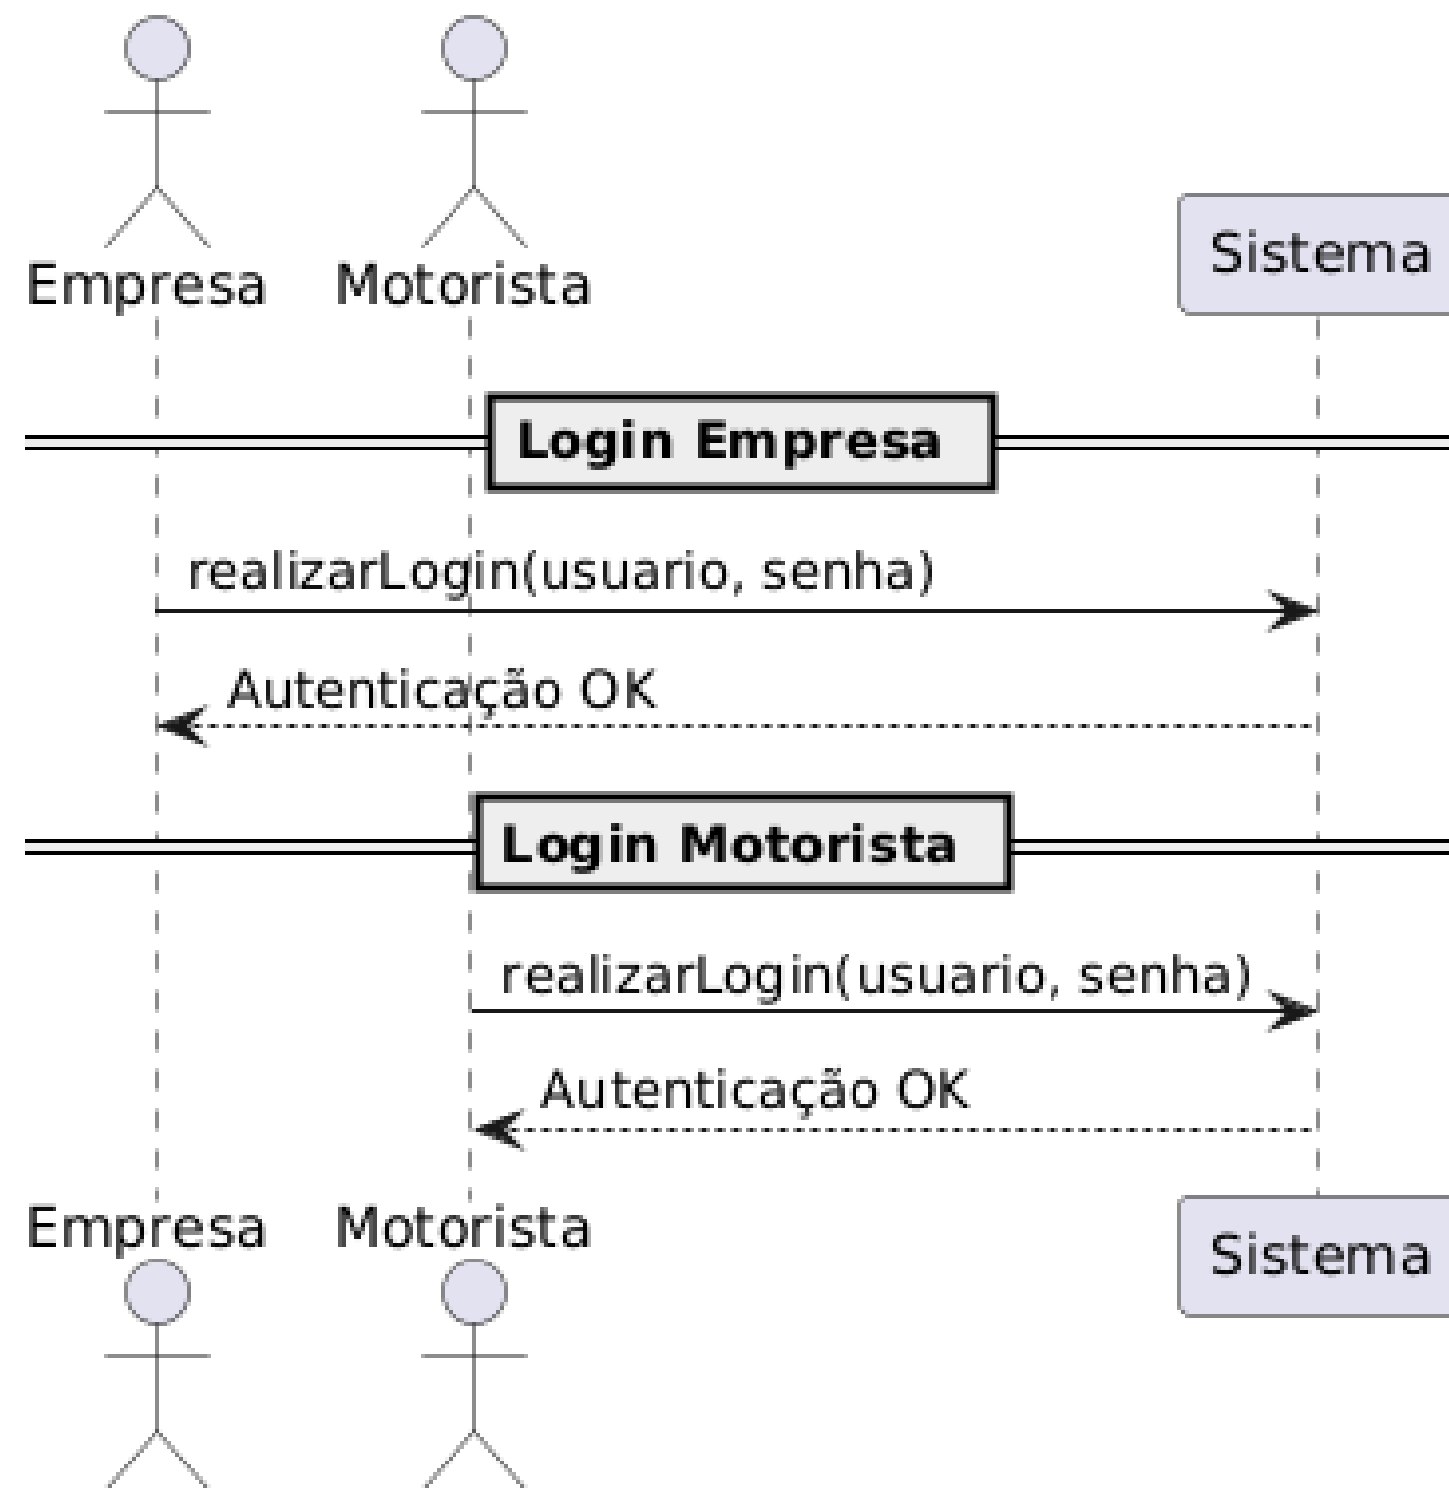 Empresa
Motorista
Sistema
Login Empresa
realizarLogin(usuario, senha)
Autenticação OK
Login Motorista
realizarLogin(usuario, senha)
Autenticação OK
Empresa
Motorista
Sistema